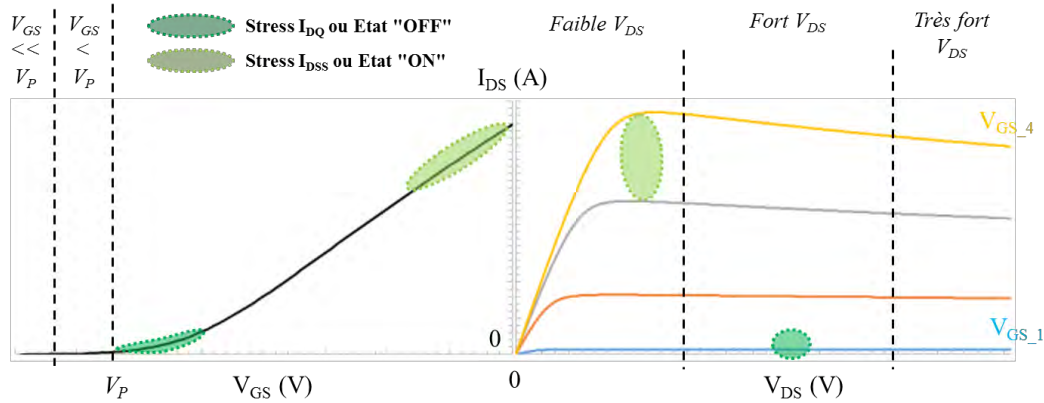 V_GS
<<
V_P
V_GS
<
V_P
Stress I_DQ ou Etat "OFF"
Stress I_DSS ou Etat "ON"
Faible V_DS
Fort V_DS
Très fort
V_DS
I_DS (A)
V_GS_4
V_GS_1
0
V_P
V_GS (V)
0
V_DS (V)